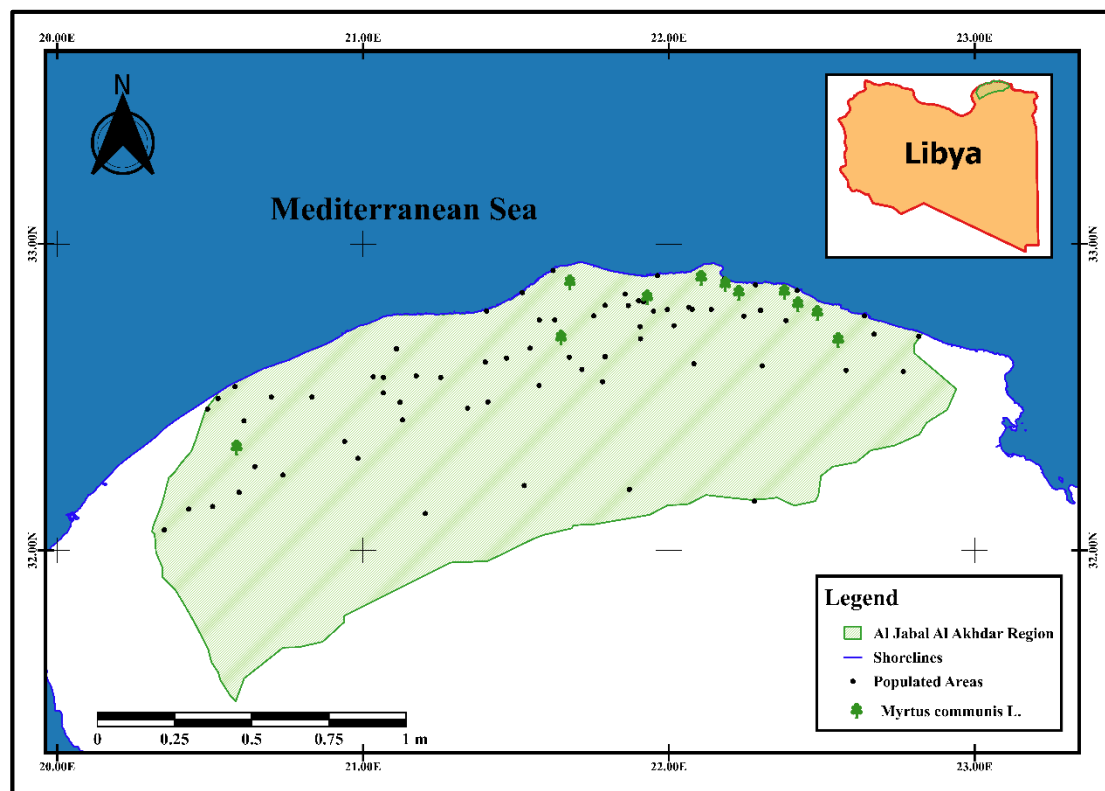 20.00E 21.00E 22.00E 23.00E
N
Libya
Mediterranean Sea
33.00N 33.00N
32.00N 32.00N
Legend
Al Jabal Al Akhdar Region
Shorelines
Populated Areas
Myrtus communis L.
0 0.25 0.5 0.75 1 m
20.00E 21.00E 22.00E 23.00E